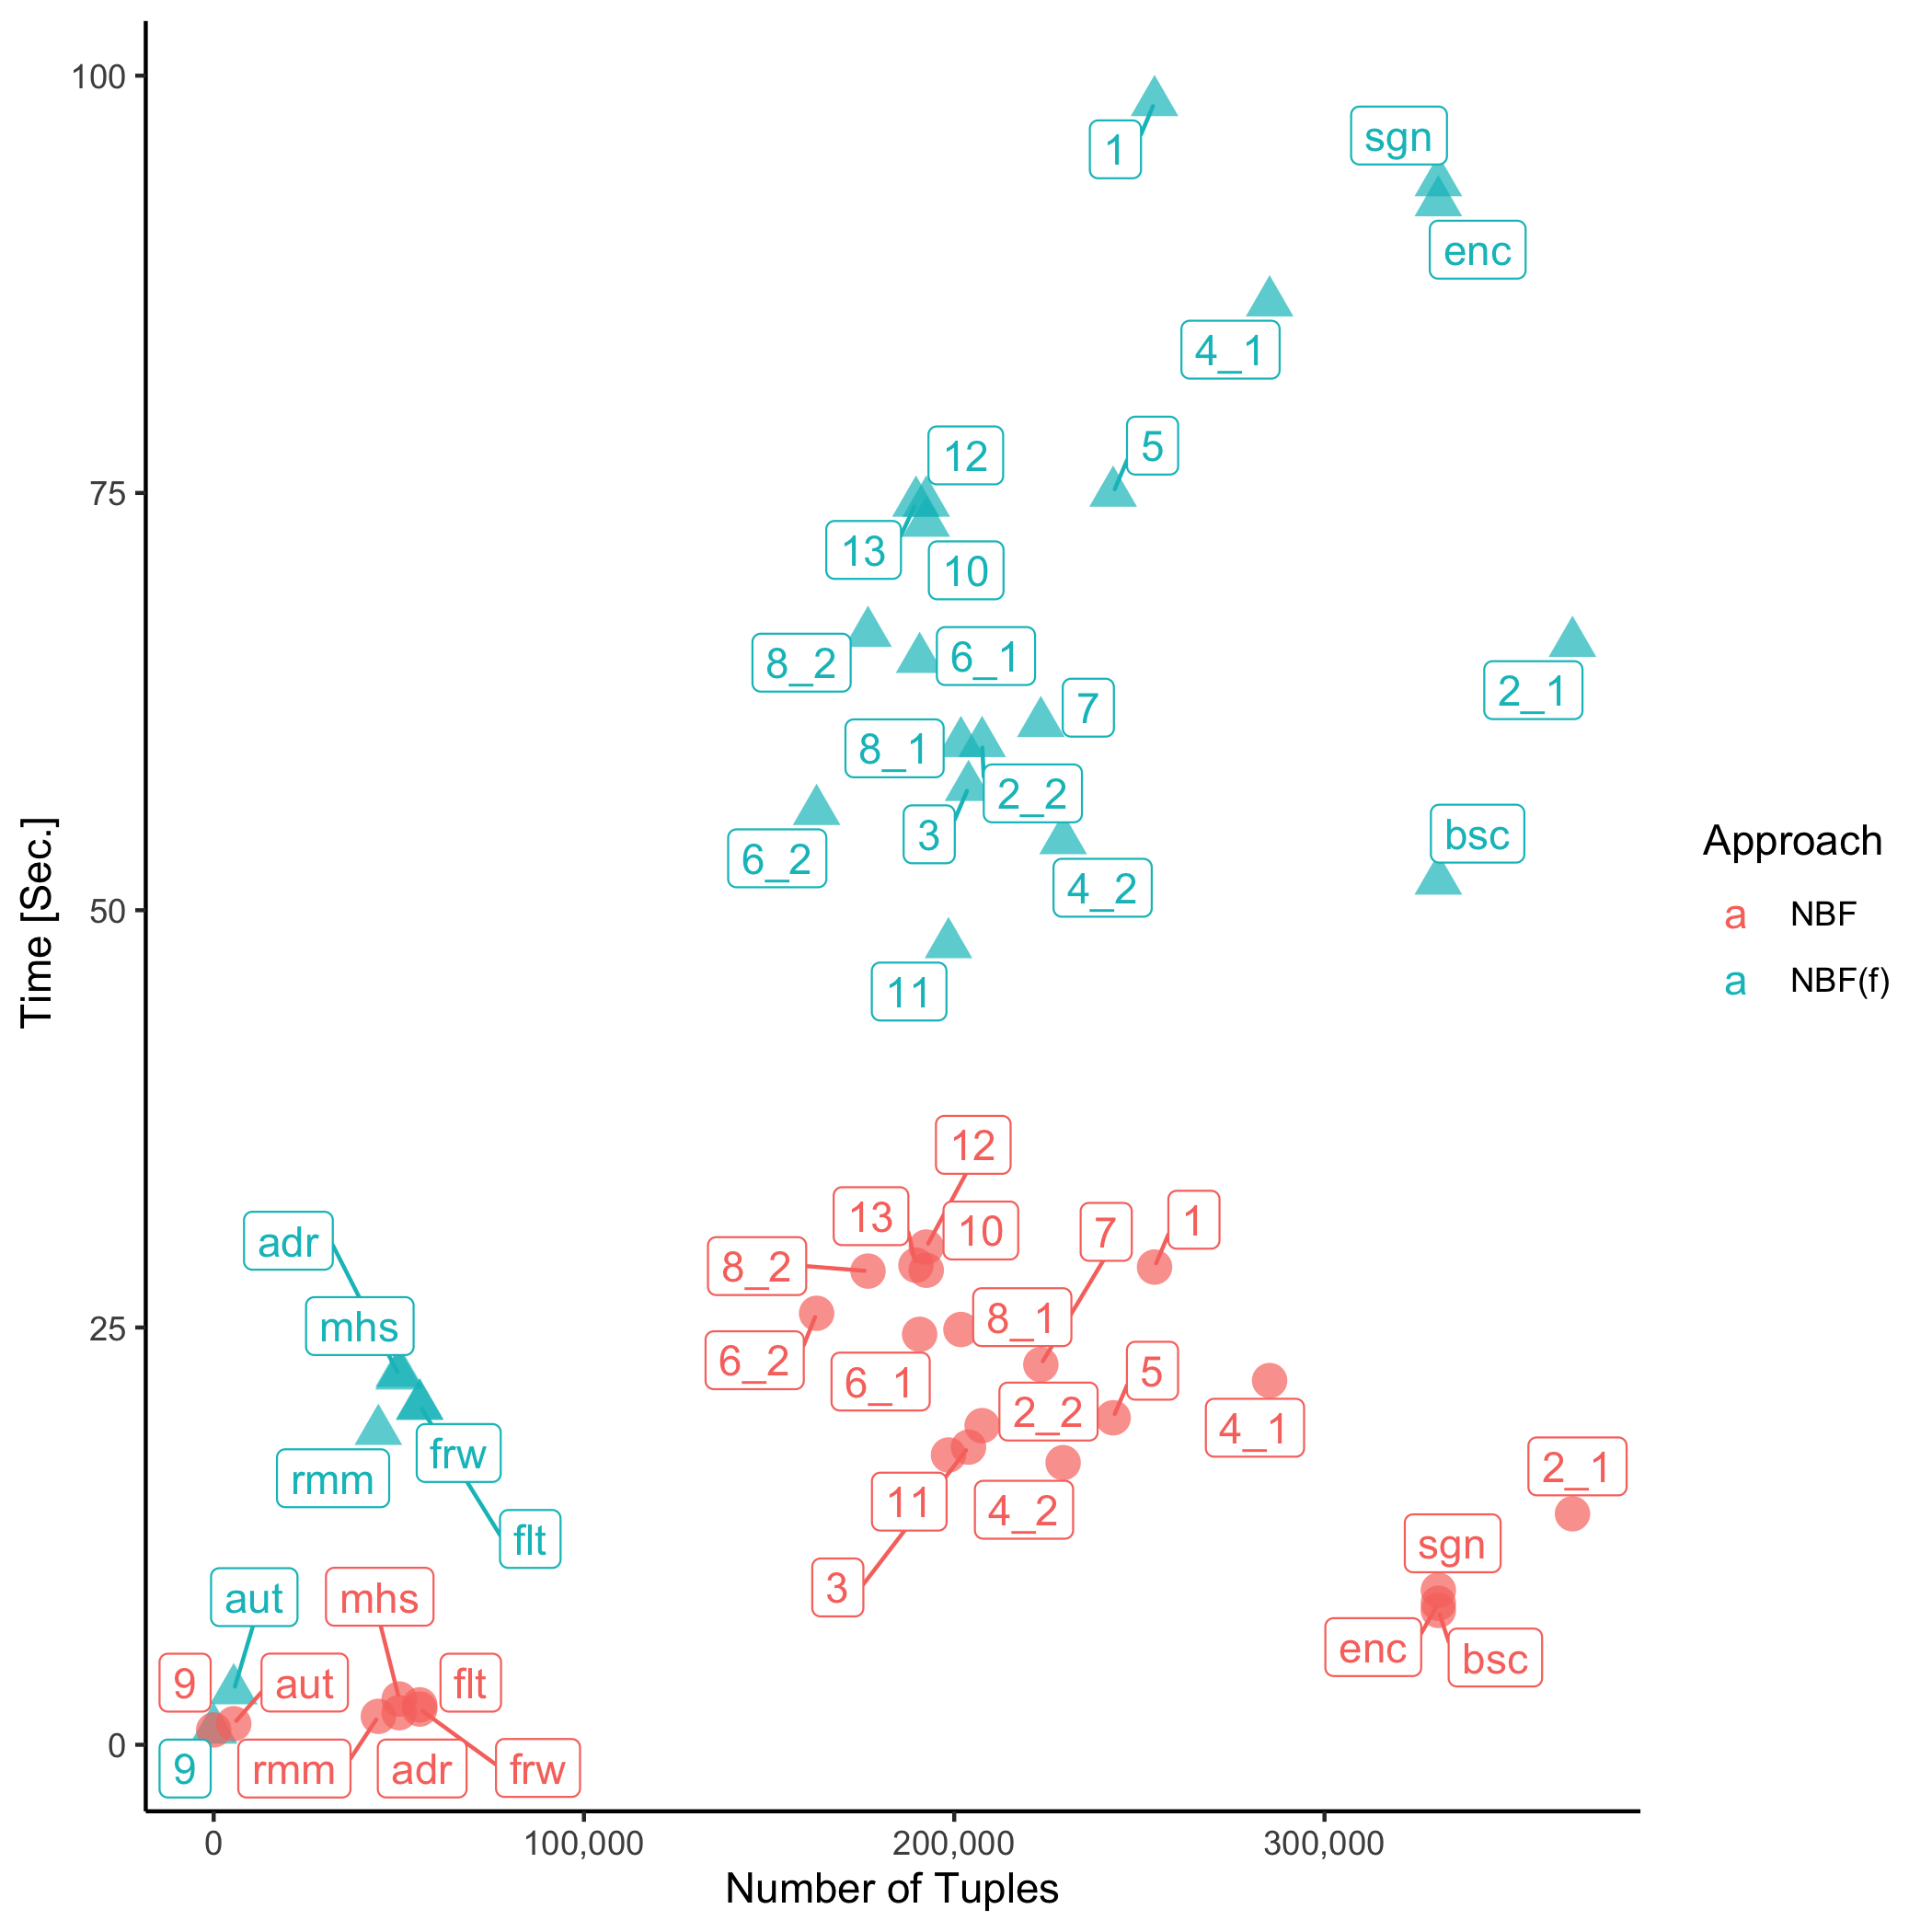 100
1
sgn
enc
4_1
5
12
75
13
10
8_2
6_1
2_1
7
8_1
2_2
3
6_2
bsc
4_2
Approach
Time [Sec.]
50
a NBF
a NBF(f)
11
12
13
10
7
1
adr
8_2
mhs
8_1
25
6_2
6_1
5
2_2
4_1
frw
rmm
2_1
11
4_2
flt
sgn
3
aut
mhs
enc
bsc
9
aut
flt
0
9
rmm
adr
frw
0
100,000
200,000
300,000
Number of Tuples